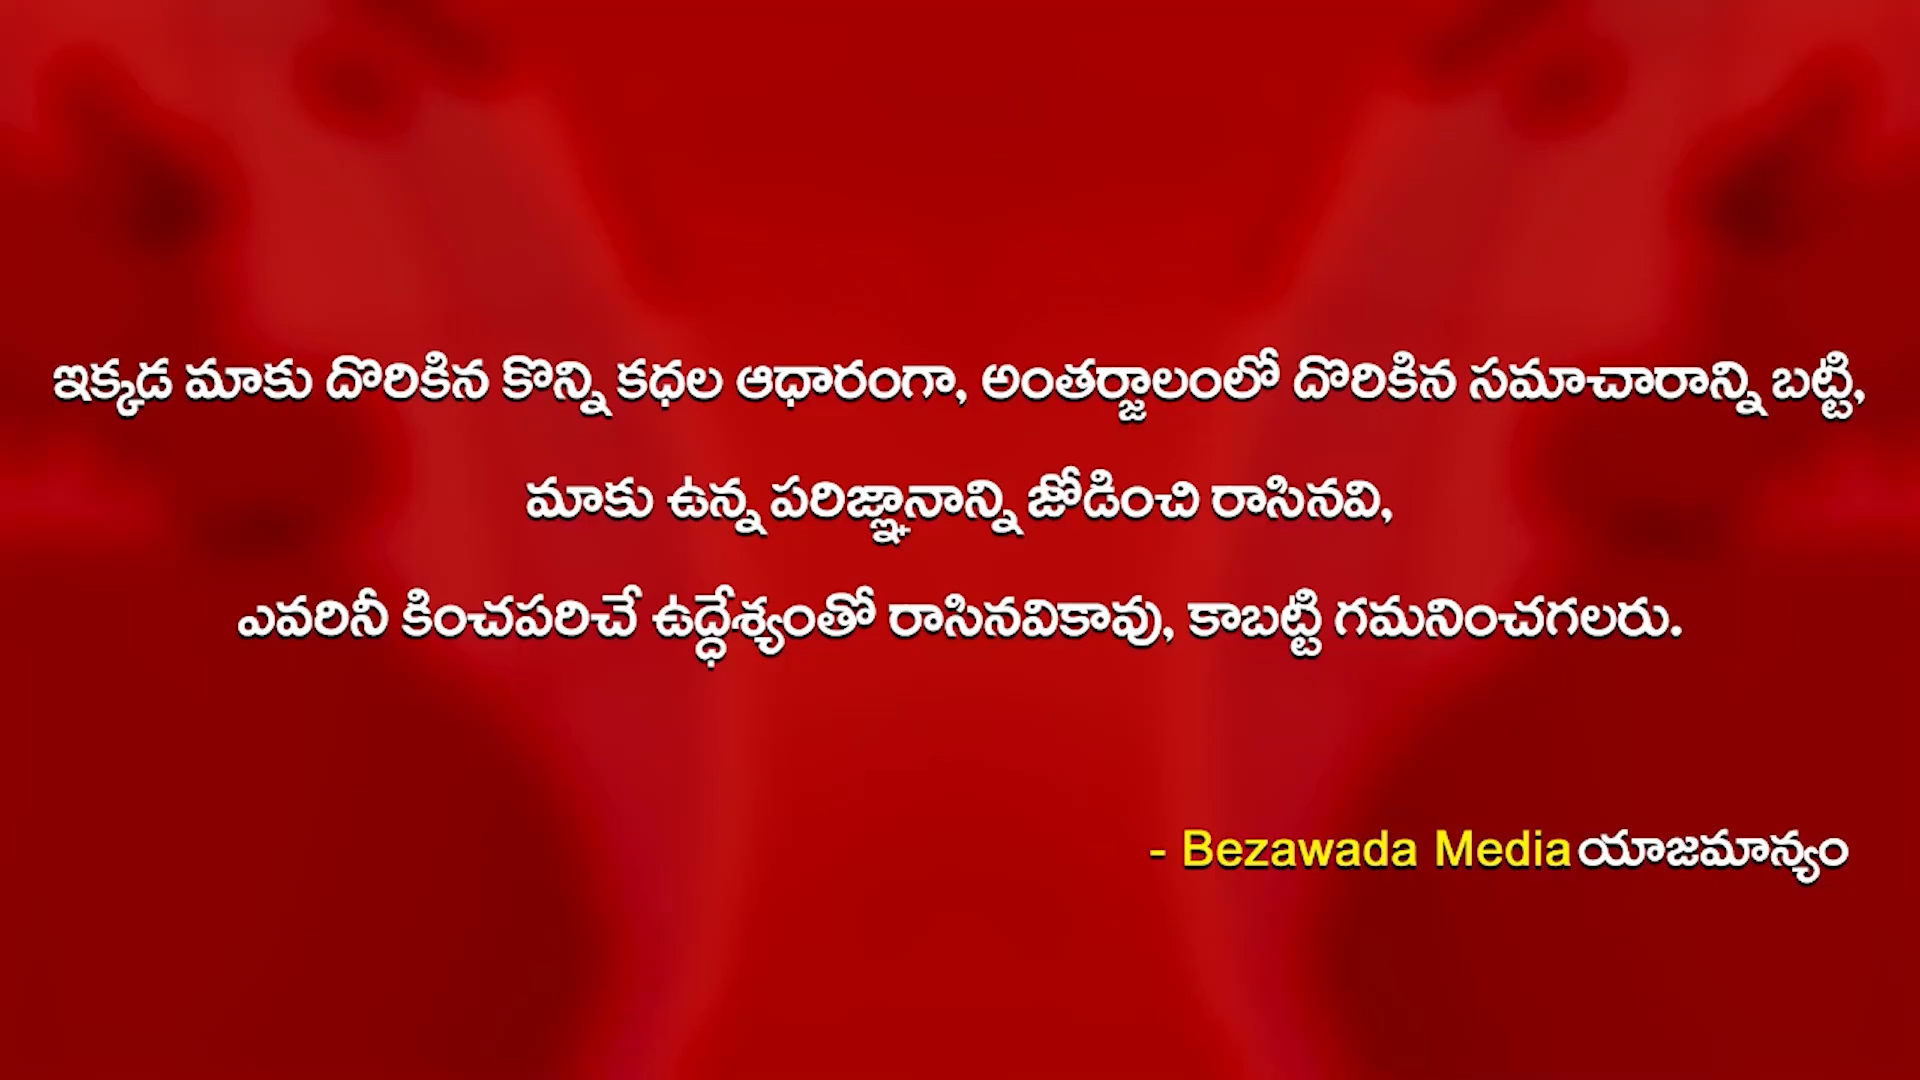 ఇక్కడ మాకు దొరికిన కొన్ని కధల ఆధారంగా, అంతర్జాలంలో దొరికిన సమాచారాన్ని బట్టి,
మాకు ఉన్న పరిజ్ఞానాన్ని జోడించి రాసినవి,
ఎవరినీ కించపరిచే ఉద్ధేశ్యంతో రాసినవికావు, కాబట్టి గమనించగలరు.
- Bezawada Media యాజమాన్యం